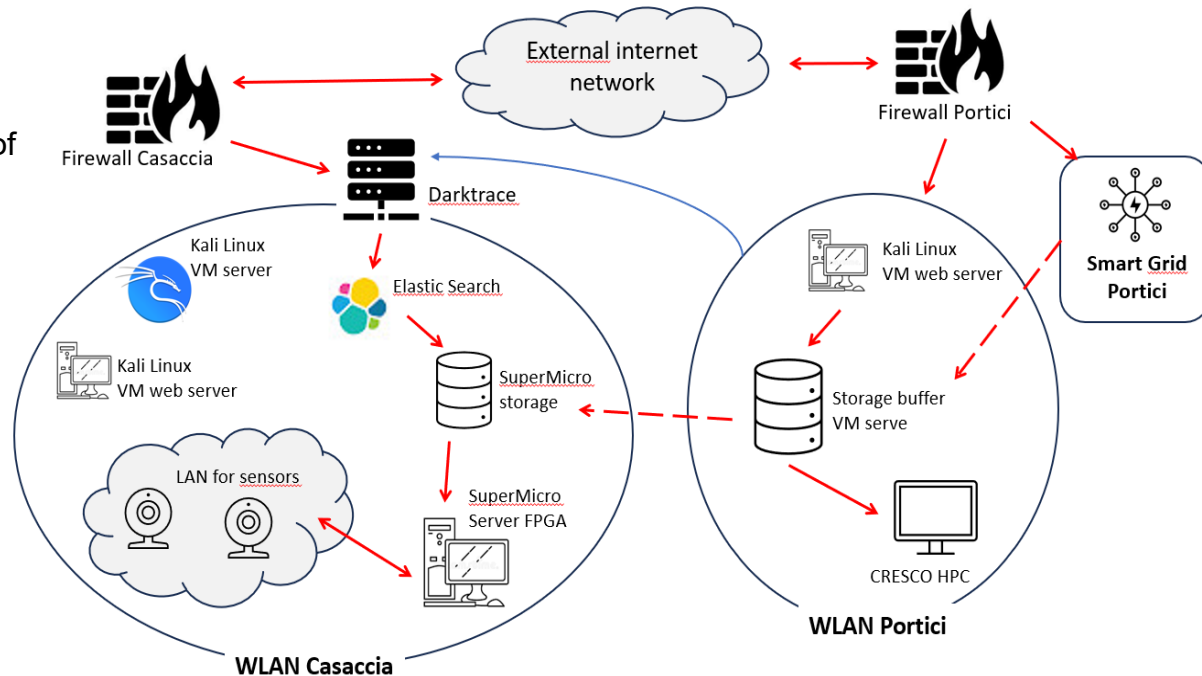 of
External internet
network
Firewall Casaccia
Firewall Portici
Darktrace
Kali Linux
VM server
Elastic Search
Kali Linux
VM web server
SuperMicro
storage
LAN for sensors
SuperMicro
Server FPGA
WLAN Casaccia
Kali Linux
VM web server
Smart Grid
Portici
Storage buffer
VM serve
CRESCO HPC
WLAN Portici